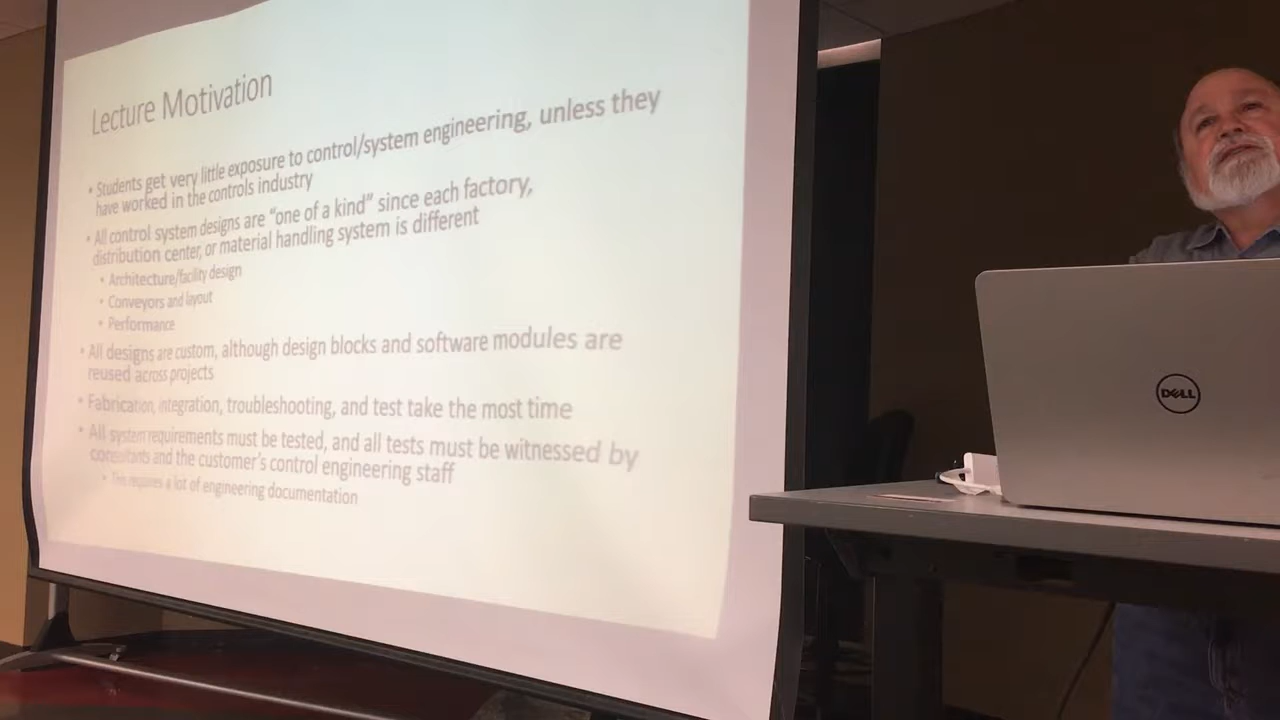 Lecture Motivation
• Students get very little exposure to control/system engineering, unless they
have worked in the controls industry
• All control system designs are "one of a kind" since each factory,
distribution center, or material handling system is different
• Architecture/facility design
• Conveyors and layout
• Performance
• All designs are custom, although design blocks and software modules are
reused across projects
• Fabrication, integration, troubleshooting, and test take the most time
• All system requirements must be tested, and all tests must be witnessed by
consultants and the customer's control engineering staff
• This requires a lot of engineering documentation
DELL